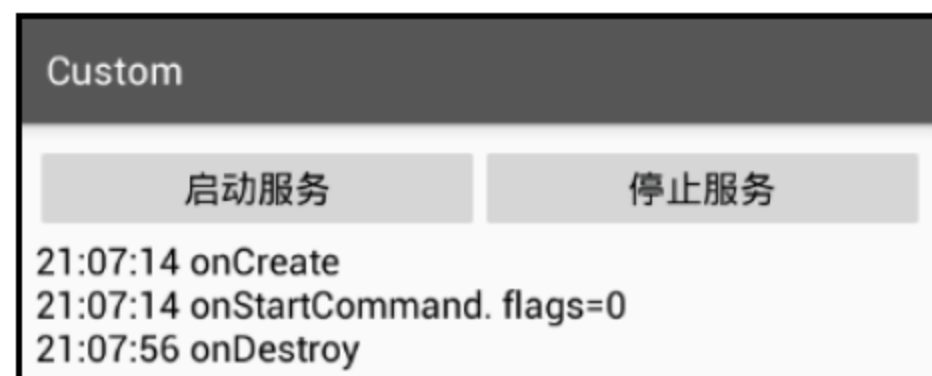 Custom
启动服务 停止服务
21:07:14 onCreate
21:07:14 onStartCommand. flags=0
21:07:56 onDestroy